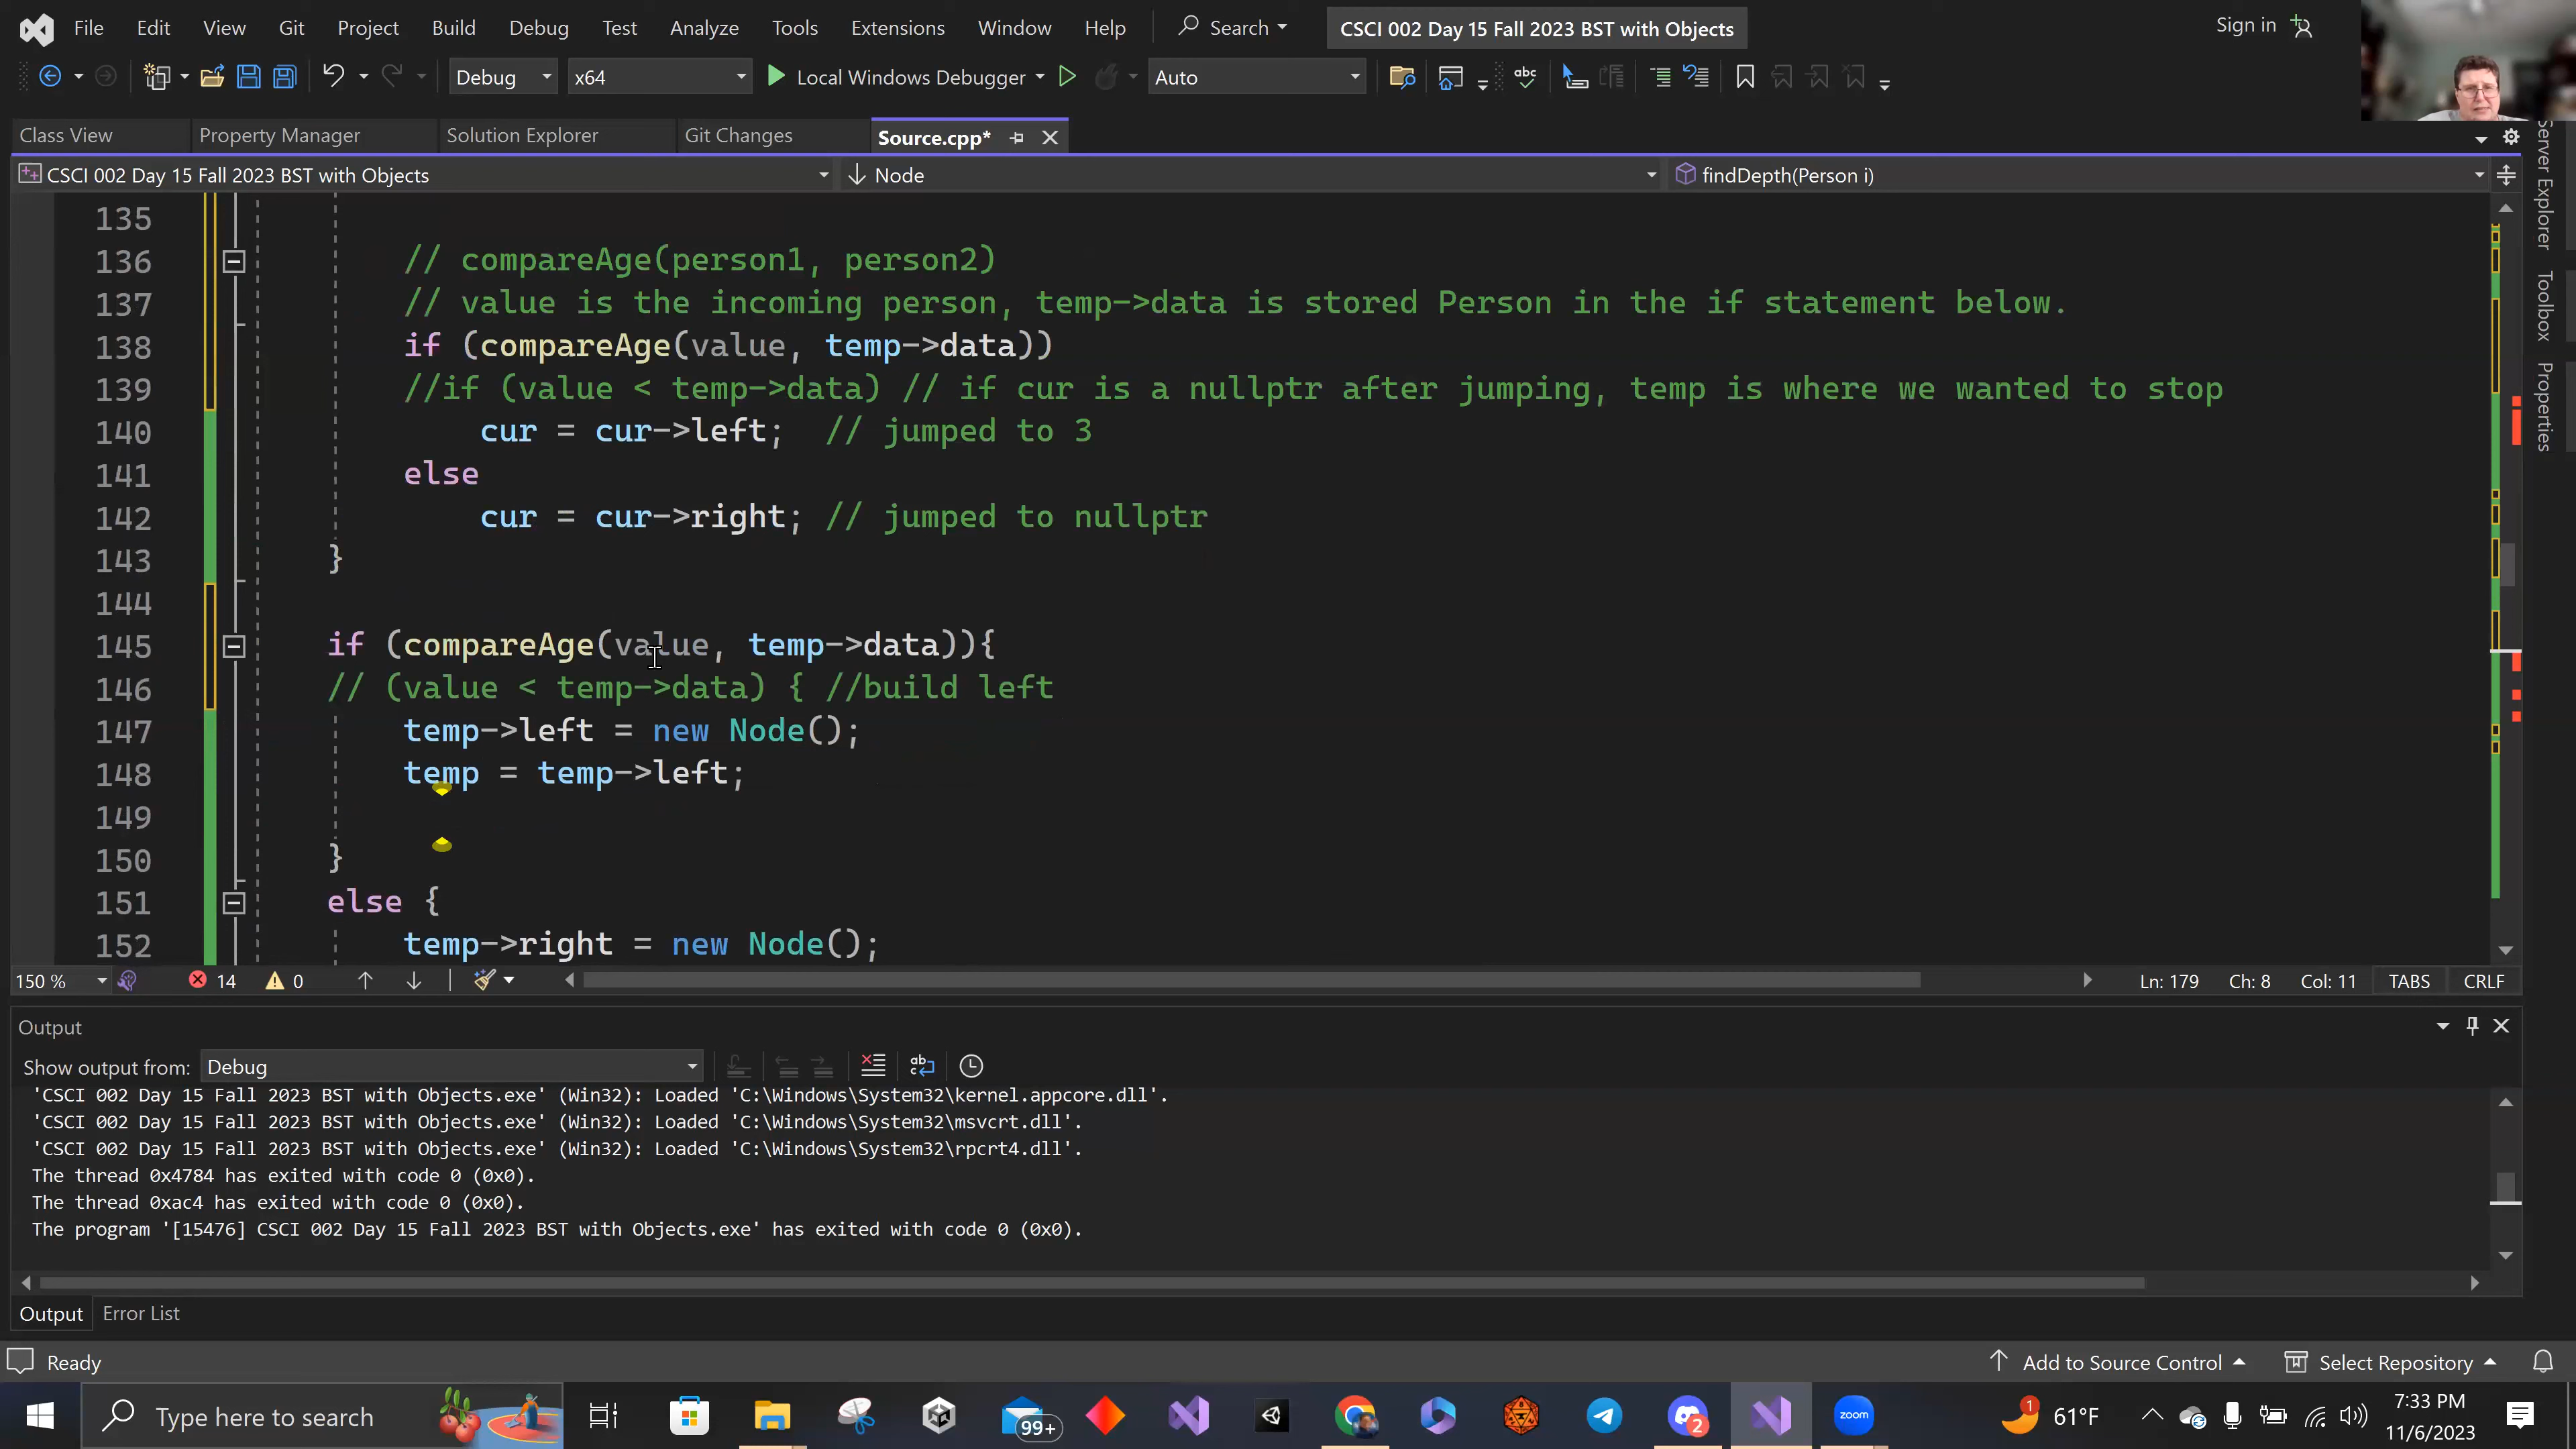 File Edit View Git Project Build Debug Test Analyze Tools Extensions Window Help Search CSCI 002 Day 15 Fall 2023 BST with Objects Sign in
Debug x64 Local Windows Debugger Auto
Class View Property Manager Solution Explorer Git Changes Source.cpp*
CSCI 002 Day 15 Fall 2023 BST with Objects Node findDepth(Person i)
135
136 // compareAge(person1, person2)
137 // value is the incoming person, temp->data is stored Person in the if statement below.
138 if (compareAge(value, temp->data))
139 //if (value < temp->data) // if cur is a nullptr after jumping, temp is where we wanted to stop
140 cur = cur->left; // jumped to 3
141 else
142 cur = cur->right; // jumped to nullptr
143 }
144
145 if (compareAge(value, temp->data)){
146 // (value < temp->data) { //build left
147 temp->left = new Node();
148 temp = temp->left;
149
150 }
151 else {
152 temp->right = new Node();
Server Explorer
Toolbox
Properties
150 % 14 0 Ln: 179 Ch: 8 Col: 11 TABS CRLF
Output
Show output from: Debug
'CSCI 002 Day 15 Fall 2023 BST with Objects.exe' (Win32): Loaded 'C:\Windows\System32\kernel.appcore.dll'.
'CSCI 002 Day 15 Fall 2023 BST with Objects.exe' (Win32): Loaded 'C:\Windows\System32\msvcrt.dll'.
'CSCI 002 Day 15 Fall 2023 BST with Objects.exe' (Win32): Loaded 'C:\Windows\System32\rpcrt4.dll'.
The thread 0x4784 has exited with code 0 (0x0).
The thread 0xac4 has exited with code 0 (0x0).
The program '[15476] CSCI 002 Day 15 Fall 2023 BST with Objects.exe' has exited with code 0 (0x0).
Output Error List
Ready Add to Source Control Select Repository
Type here to search 99+ 2 zoom 1 61°F 7:33 PM
11/6/2023